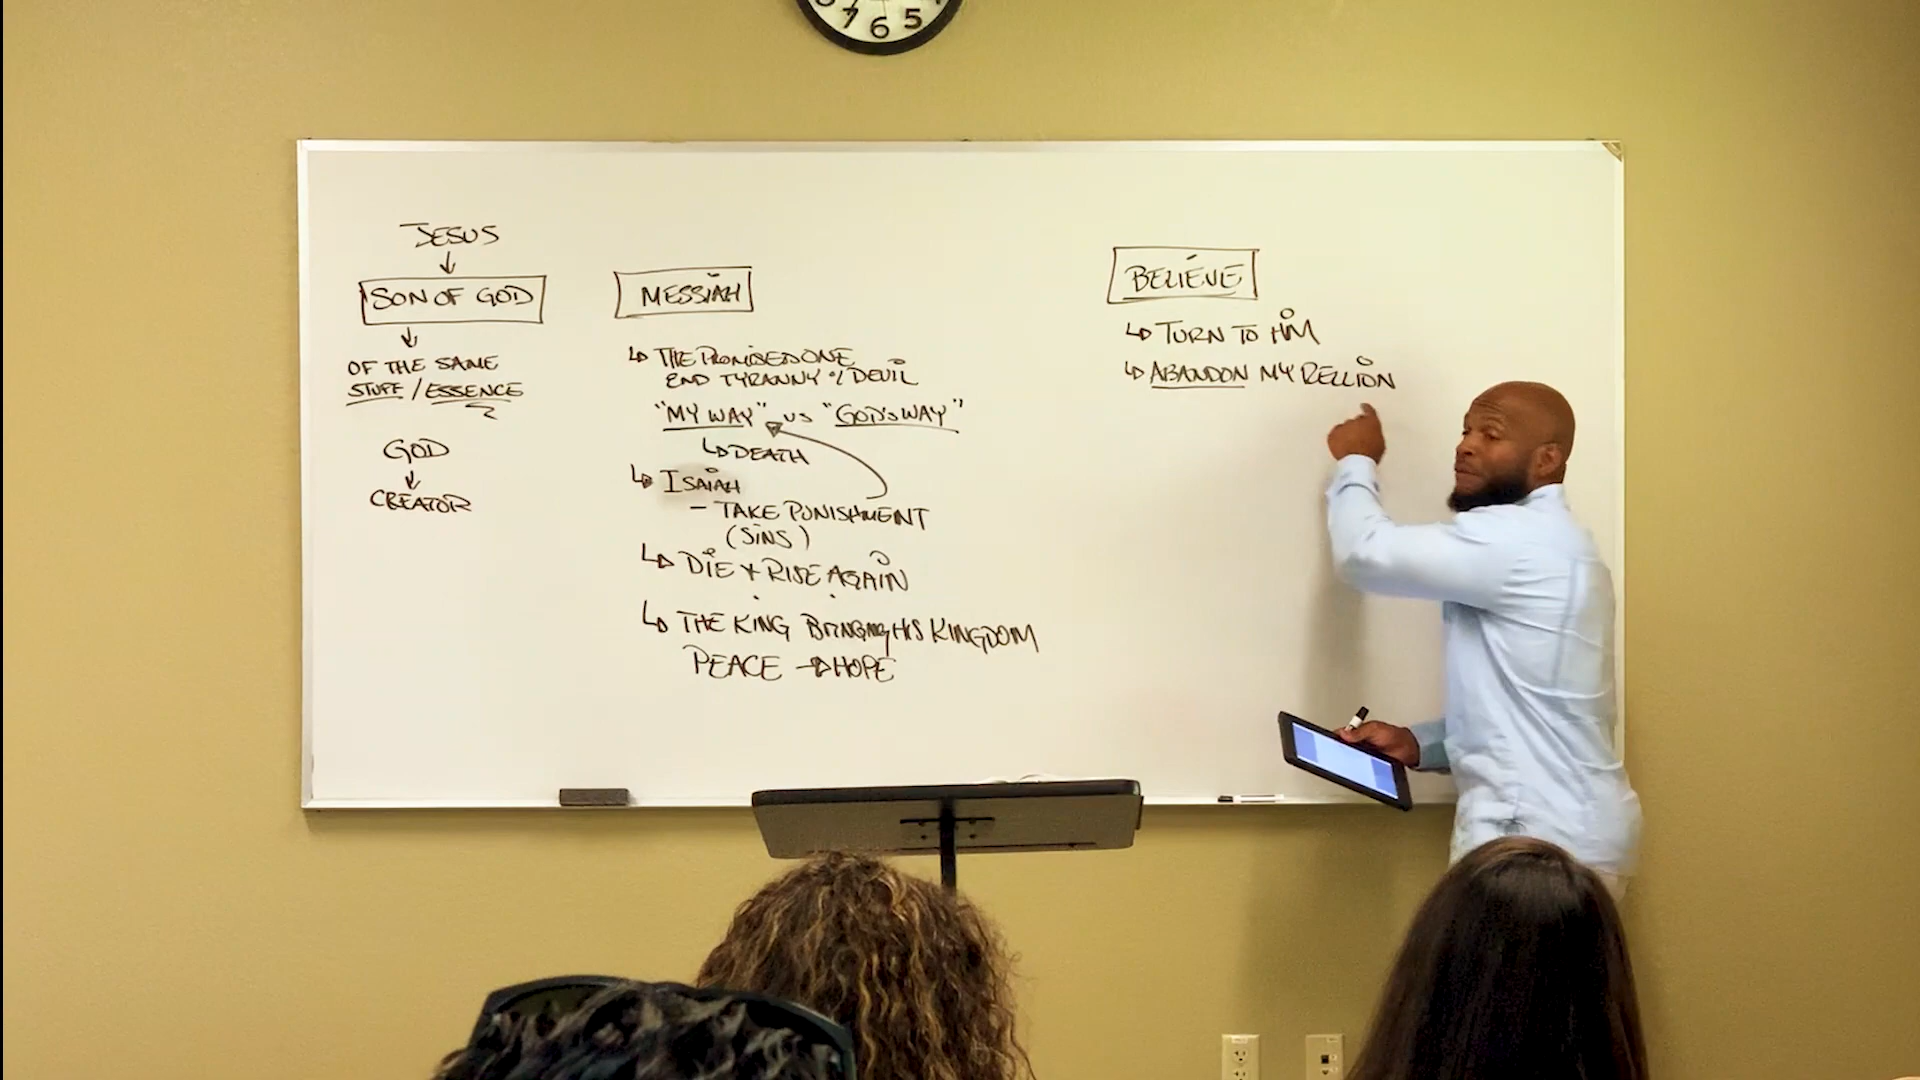 7 6 5
JESUS
SON OF GOD
OF THE SAME
STUFF / ESSENCE
GOD
CREATOR
MESSIAH
THE PROMISED ONE
END TYRANNY OF DEVIL
"MY WAY" VS "GOD'S WAY"
DEATH
ISAIAH
- TAKE PUNISHMENT
(SINS)
DIE + RISE AGAIN
THE KING BRINGING HIS KINGDOM
PEACE → HOPE
BELIEVE
TURN TO HIM
ABANDON MY RELLION